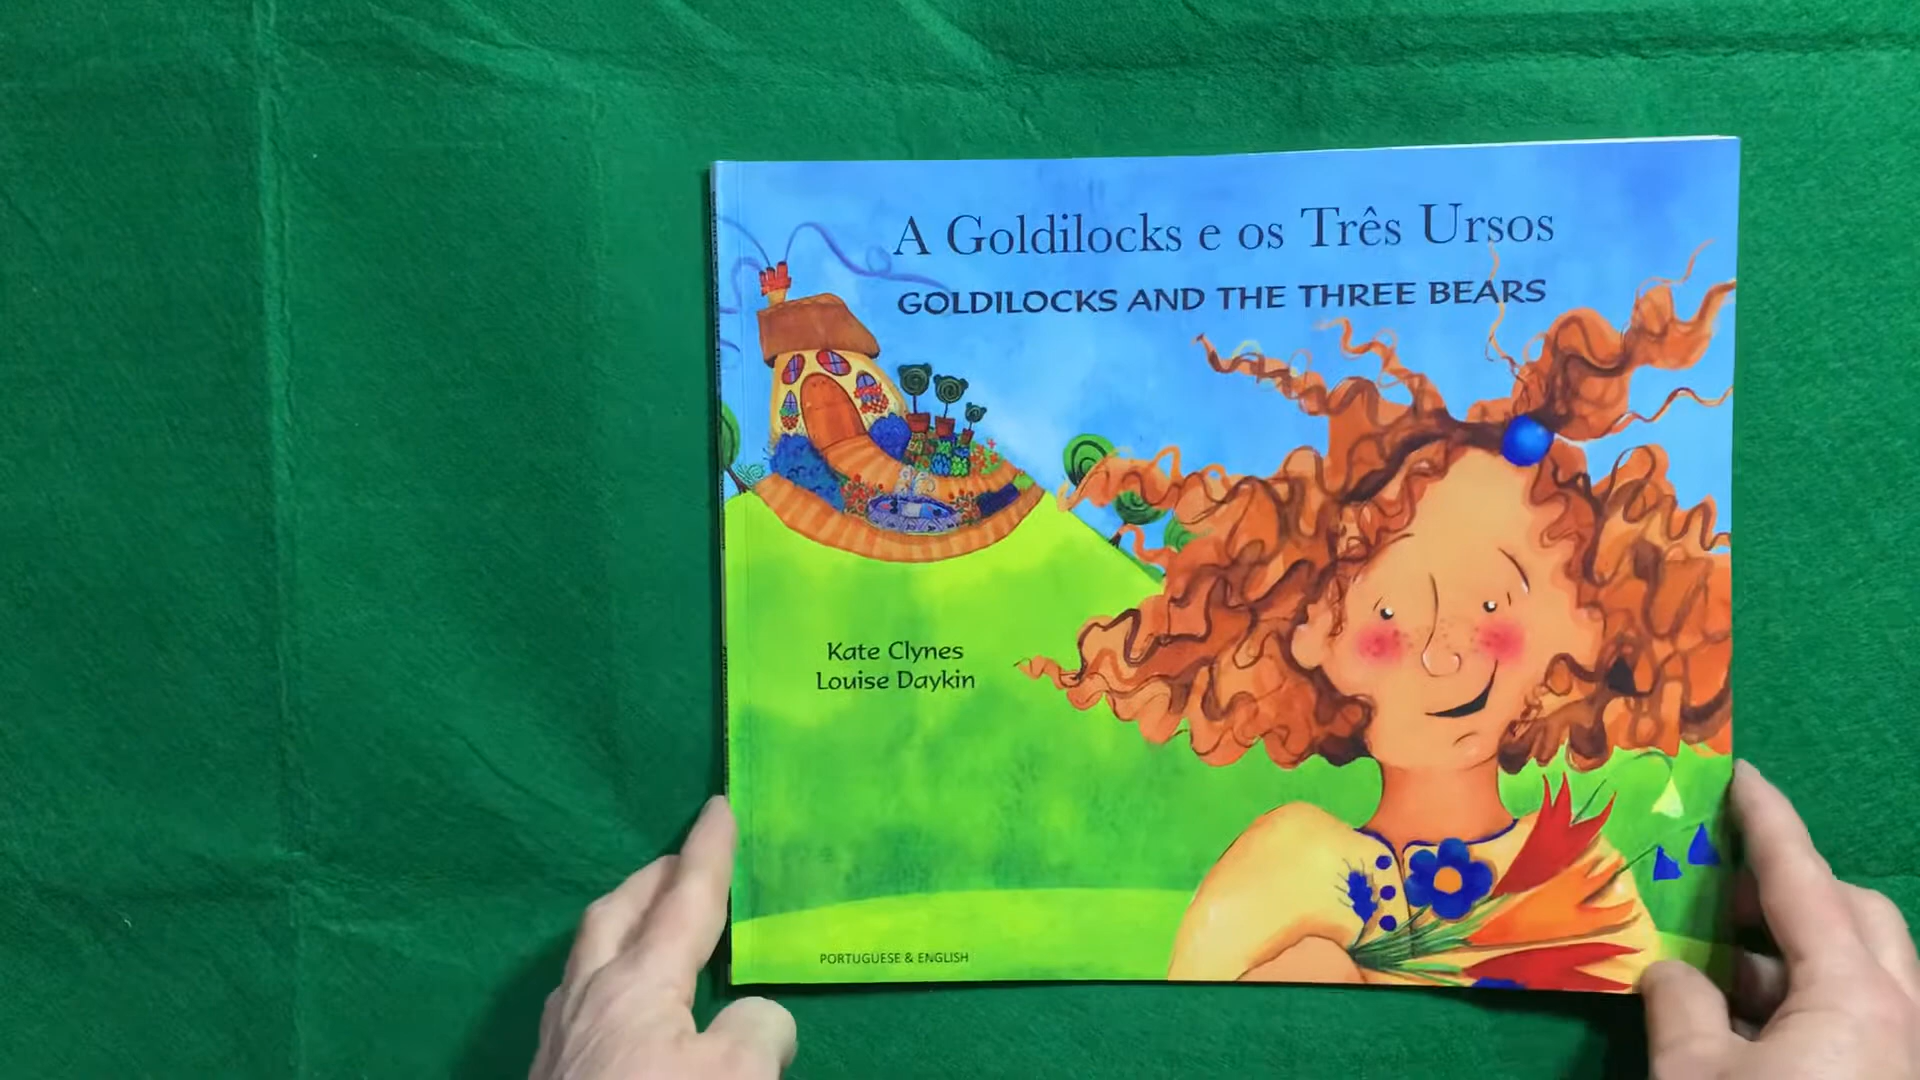 A Goldilocks e os Três Ursos
GOLDILOCKS AND THE THREE BEARS
Kate Clynes
Louise Daykin
PORTUGUESE & ENGLISH